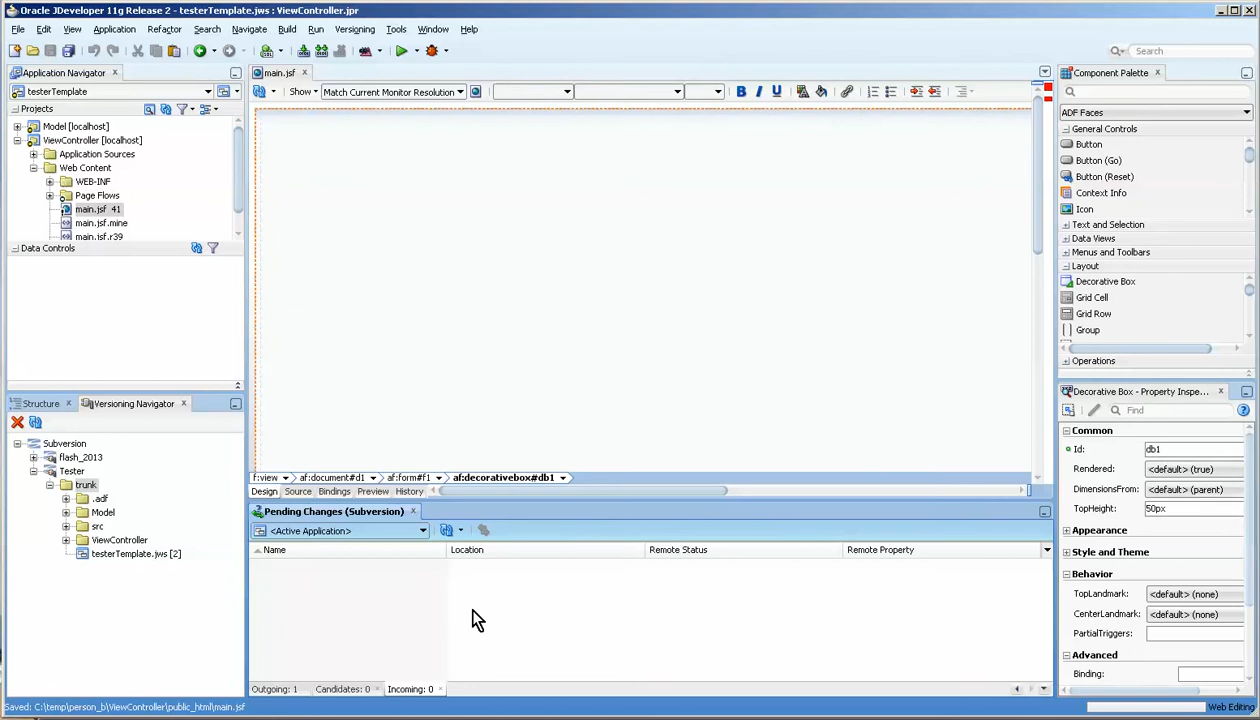 Oracle JDeveloper 11g Release 2 - testerTemplate.jws : ViewController.jpr
File Edit View Application Refactor Search Navigate Build Run Versioning Tools Window Help
Search
Application Navigator
testerTemplate
Projects
Model [localhost]
ViewController [localhost]
Application Sources
Web Content
WEB-INF
Page Flows
main.jsf 41
main.jsf.mine
main.jsf.r39
Data Controls
Structure Versioning Navigator
Subversion
flash_2013
Tester
trunk
.adf
Model
src
ViewController
testerTemplate.jws [2]
main.jsf
Show Match Current Monitor Resolution B I U
f:view af:document#d1 af:form#f1 af:decorativebox#db1
Design Source Bindings Preview History
Pending Changes (Subversion)
<Active Application>
Name Location Remote Status Remote Property
Outgoing: 1 Candidates: 0 Incoming: 0
Component Palette
ADF Faces
General Controls
Button
Button (Go)
Button (Reset)
Context Info
Icon
Text and Selection
Data Views
Menus and Toolbars
Layout
Decorative Box
Grid Cell
Grid Row
Group
Operations
Decorative Box - Property Inspe...
Find
Common
Id: db1
Rendered: <default> (true)
DimensionsFrom: <default> (parent)
TopHeight: 50px
Appearance
Style and Theme
Behavior
TopLandmark: <default> (none)
CenterLandmark: <default> (none)
PartialTriggers:
Advanced
Binding:
Saved: C:\temp\person_b\ViewController\public_html\main.jsf
Web Editing